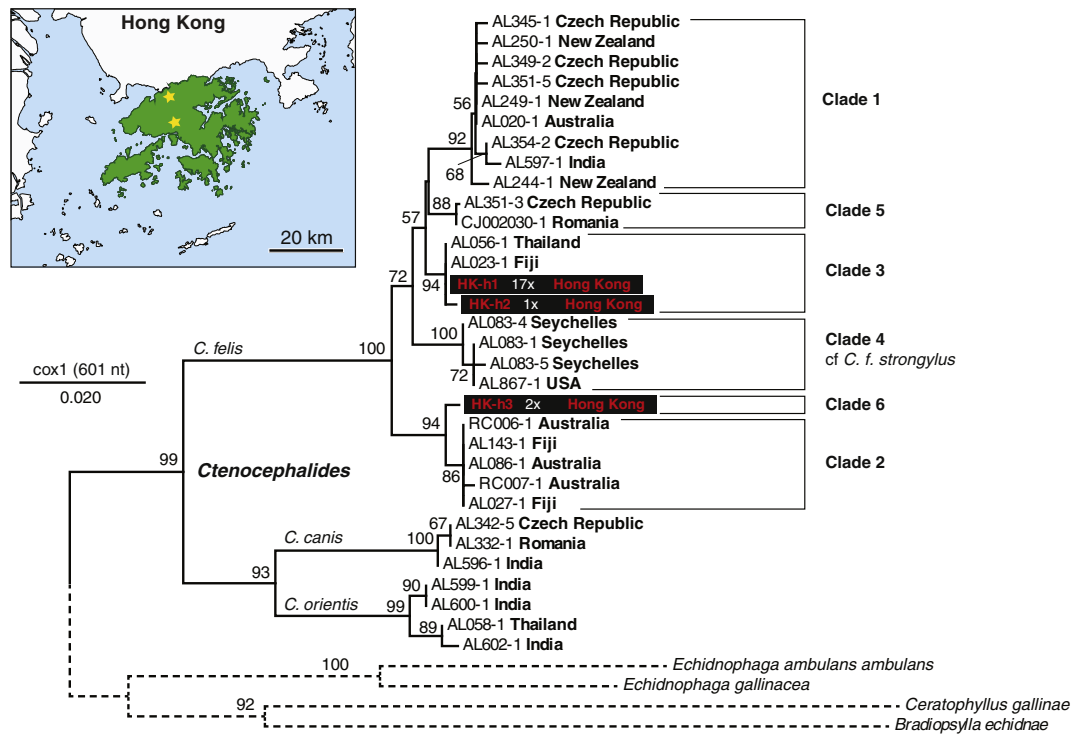 Hong Kong
20 km
AL345-1 Czech Republic
AL250-1 New Zealand
AL349-2 Czech Republic
AL351-5 Czech Republic
56
AL249-1 New Zealand
Clade 1
AL020-1 Australia
92
AL354-2 Czech Republic
AL597-1 India
68
AL244-1 New Zealand
88
AL351-3 Czech Republic
Clade 5
57
CJ002030-1 Romania
AL056-1 Thailand
AL023-1 Fiji
Clade 3
72
94
HK-h1 17x Hong Kong
HK-h2 1x Hong Kong
AL083-4 Seychelles
100
AL083-1 Seychelles
Clade 4
cf C. f. strongylus
AL083-5 Seychelles
72
AL867-1 USA
C. felis
100
cox1 (601 nt)
0.020
HK-h3 2x Hong Kong
Clade 6
94
RC006-1 Australia
AL143-1 Fiji
99
Ctenocephalides
AL086-1 Australia
Clade 2
86
RC007-1 Australia
AL027-1 Fiji
67
AL342-5 Czech Republic
C. canis
100
AL332-1 Romania
AL596-1 India
93
90
AL599-1 India
C. orientis
99
AL600-1 India
89
AL058-1 Thailand
AL602-1 India
100
Echidnophaga ambulans ambulans
Echidnophaga gallinacea
92
Ceratophyllus gallinae
Bradiopsylla echidnae